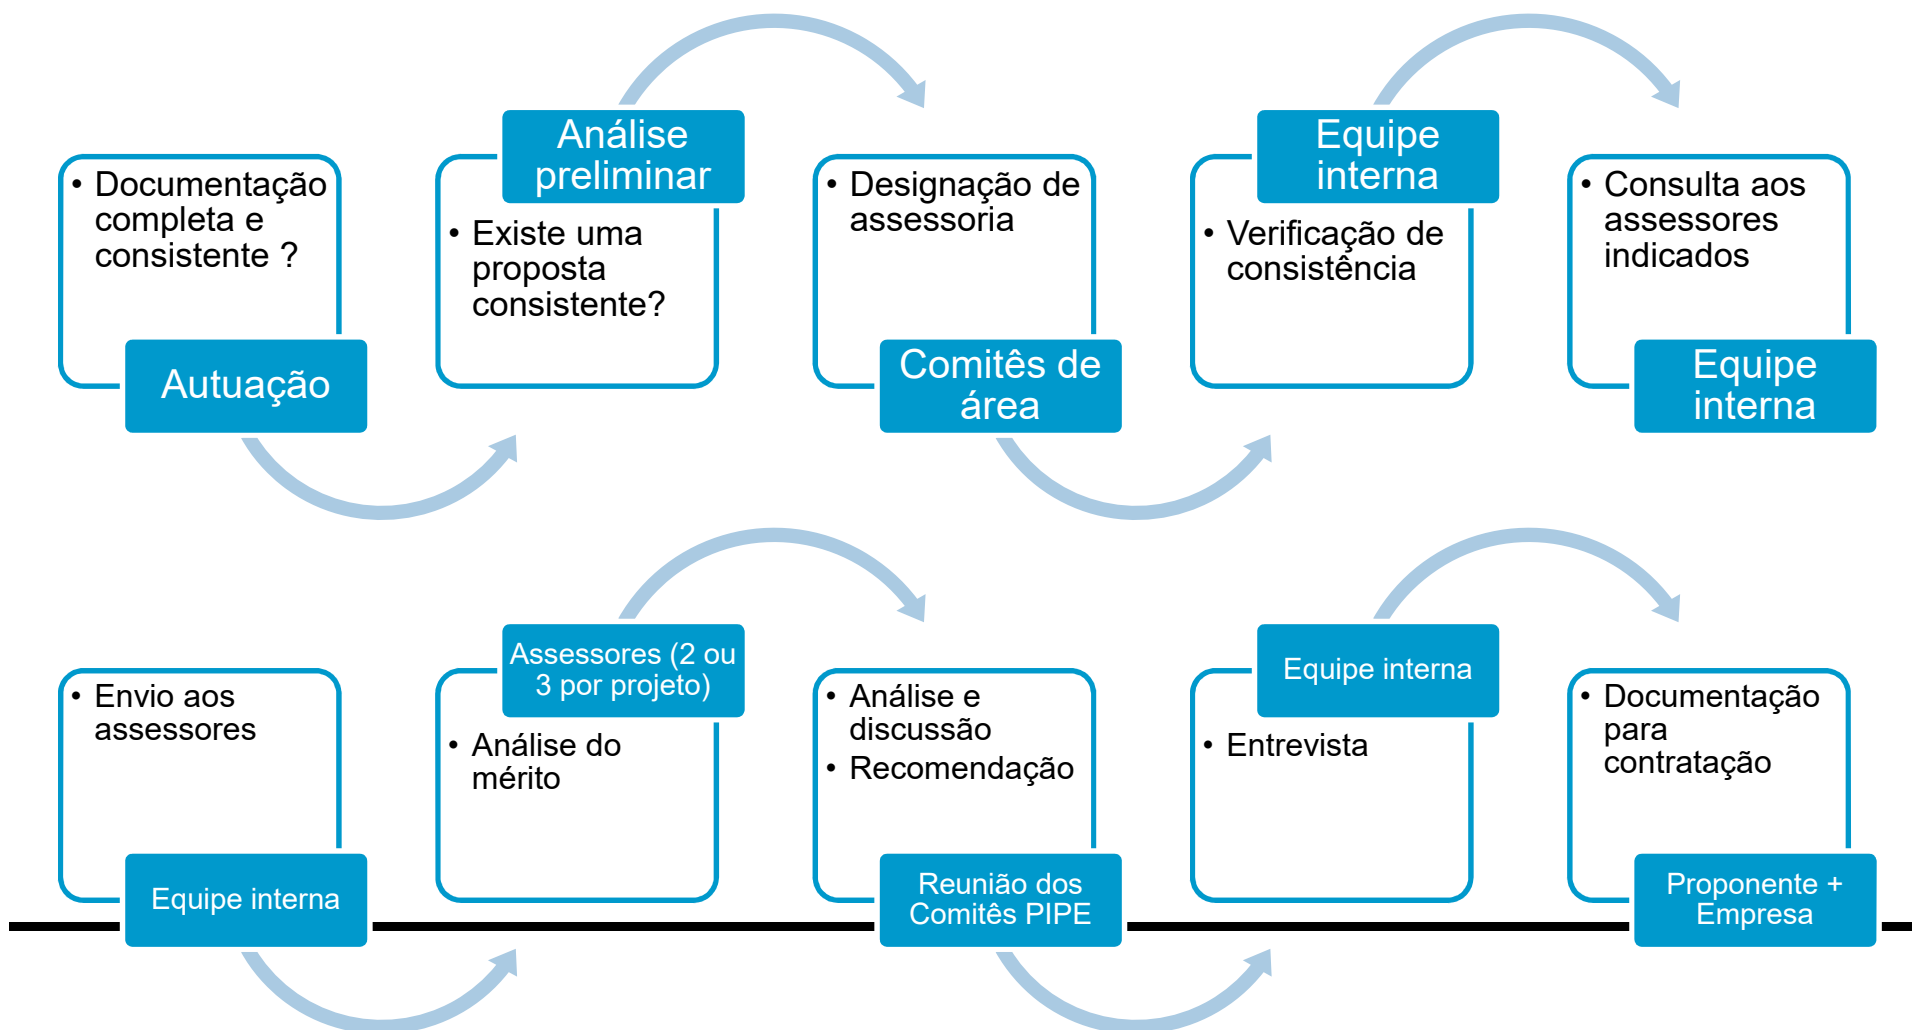 • Documentação
completa e
consistente ?
Autuação
Análise
preliminar
• Existe uma
proposta
consistente?
• Designação de
assessoria
Comitês de
área
Equipe
interna
• Verificação de
consistência
• Consulta aos
assessores
indicados
Equipe
interna
• Envio aos
assessores
Equipe interna
Assessores (2 ou
3 por projeto)
• Análise do
mérito
• Análise e
discussão
• Recomendação
Reunião dos
Comitês PIPE
Equipe interna
• Entrevista
• Documentação
para
contratação
Proponente +
Empresa